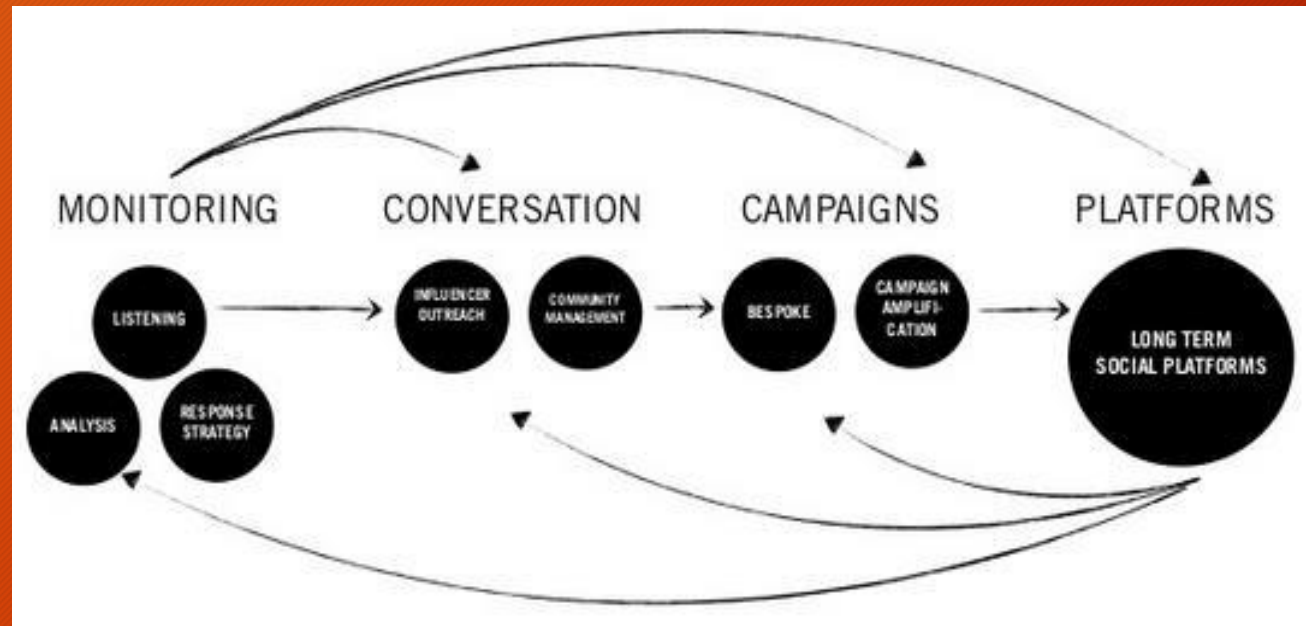 MONITORING
CONVERSATION
CAMPAIGNS
PLATFORMS
LISTENING
ANALYSIS
RESPONSE
STRATEGY
INFLUENCER
OUTREACH
COMMUNITY
MANAGEMENT
BESPOKE
CAMPAIGN
AMPLIFI-
CATION
LONG TERM
SOCIAL PLATFORMS